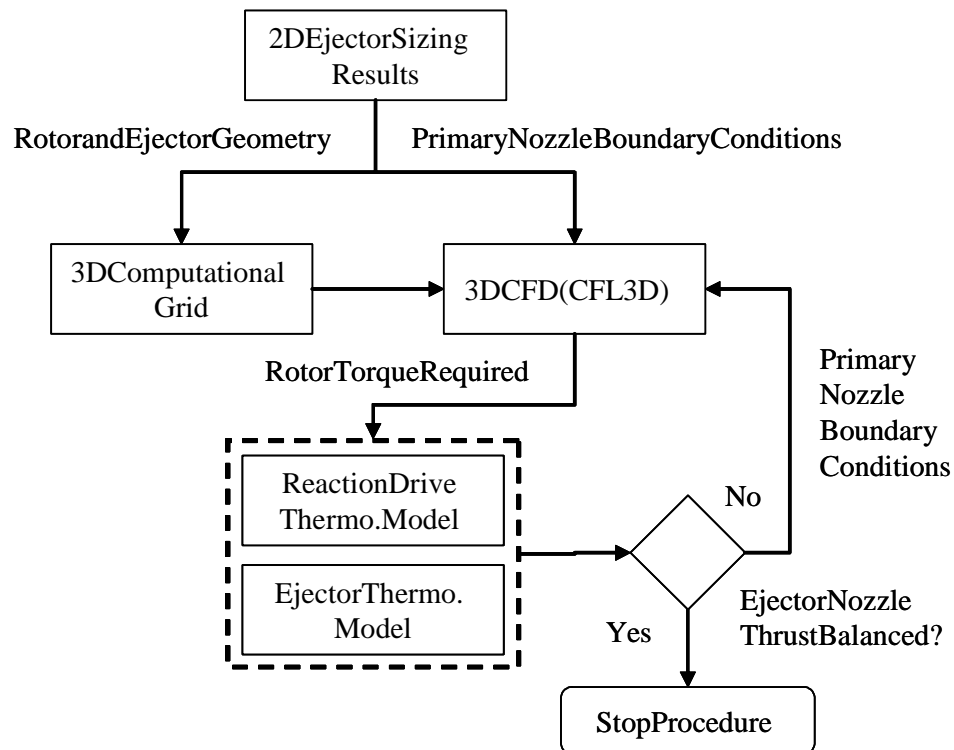 2DEjectorSizing
Results
RotorandEjectorGeometry
PrimaryNozzleBoundaryConditions
3DComputational
Grid
3DCFD(CFL3D)
RotorTorqueRequired
Primary
Nozzle
Boundary
Conditions
ReactionDrive
Thermo.Model
EjectorThermo.
Model
No
Yes
EjectorNozzle
ThrustBalanced?
StopProcedure